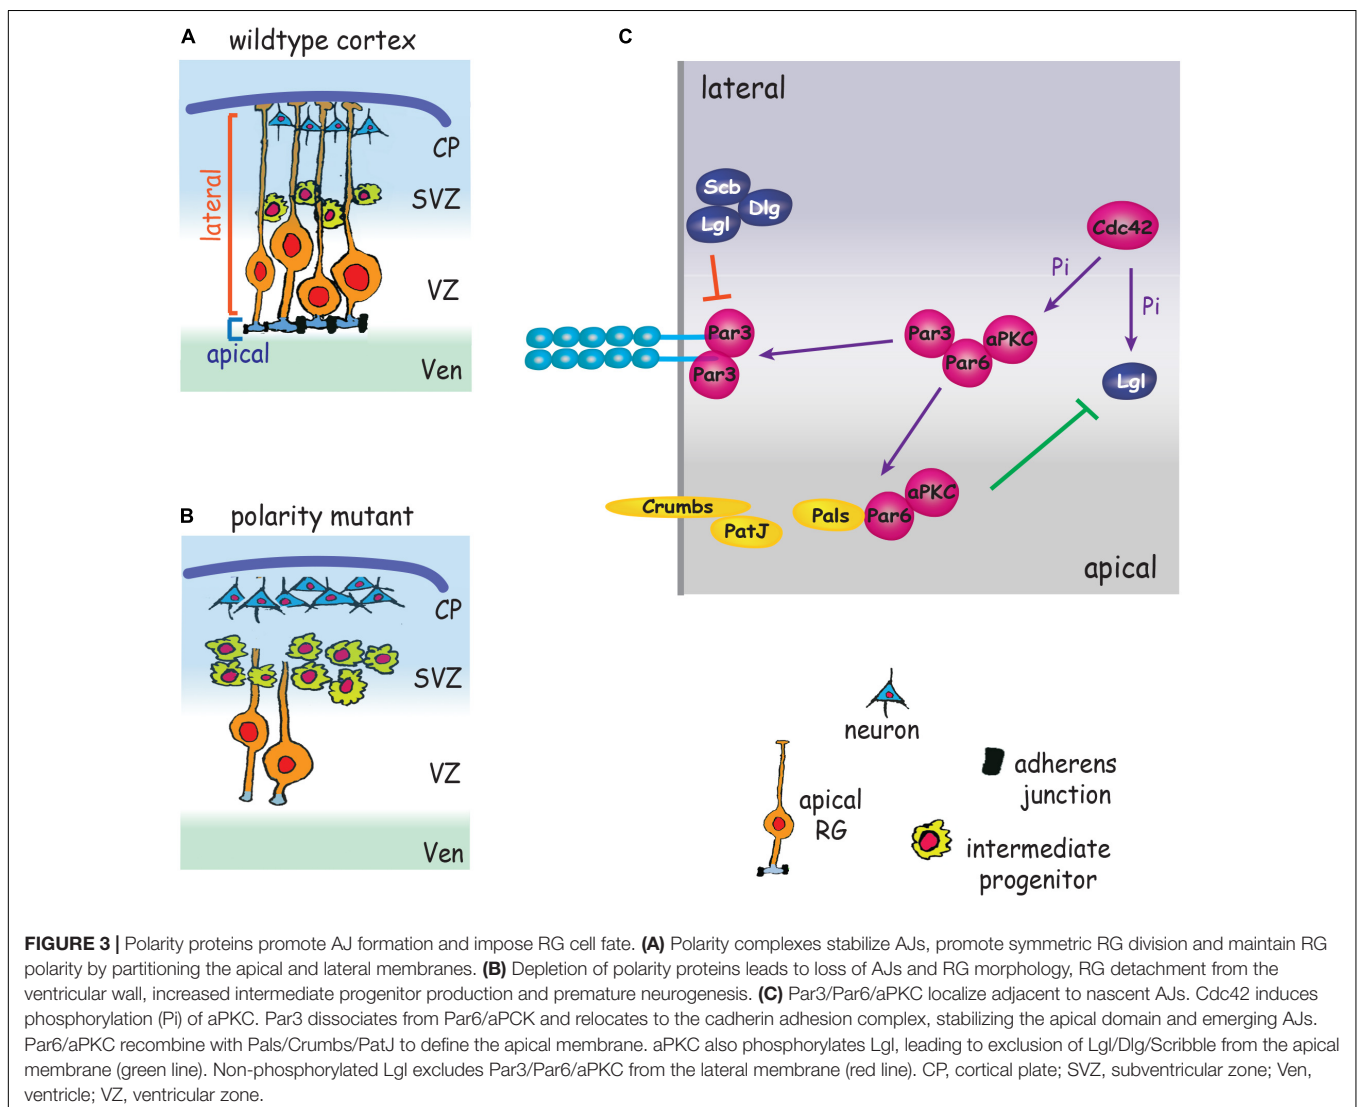 A
wildtype cortex
lateral
CP
SVZ
VZ
apical
Ven
B
polarity mutant
CP
SVZ
VZ
Ven
C
lateral
Scb
Dlg
Lgl
Cdc42
Pi
Pi
Par3
Par3
Par3
aPKC
Par6
Lgl
aPKC
Crumbs
PatJ
Pals
Par6
apical
neuron
apical
RG
adherens
junction
intermediate
progenitor
FIGURE 3 | Polarity proteins promote AJ formation and impose RG cell fate. (A) Polarity complexes stabilize AJs, promote symmetric RG division and maintain RG
polarity by partitioning the apical and lateral membranes. (B) Depletion of polarity proteins leads to loss of AJs and RG morphology, RG detachment from the
ventricular wall, increased intermediate progenitor production and premature neurogenesis. (C) Par3/Par6/aPKC localize adjacent to nascent AJs. Cdc42 induces
phosphorylation (Pi) of aPKC. Par3 dissociates from Par6/aPCK and relocates to the cadherin adhesion complex, stabilizing the apical domain and emerging AJs.
Par6/aPKC recombine with Pals/Crumbs/PatJ to define the apical membrane. aPKC also phosphorylates Lgl, leading to exclusion of Lgl/Dlg/Scribble from the apical
membrane (green line). Non-phosphorylated Lgl excludes Par3/Par6/aPKC from the lateral membrane (red line). CP, cortical plate; SVZ, subventricular zone; Ven,
ventricle; VZ, ventricular zone.